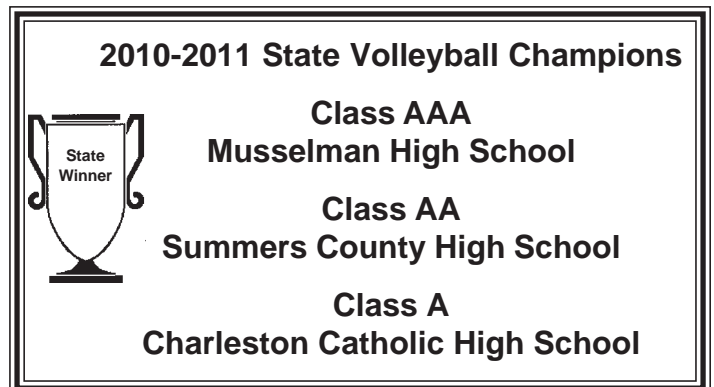 2010-2011 State Volleyball Champions
Class AAA
Musselman High School
State
Winner
Class AA
Summers County High School
Class A
Charleston Catholic High School